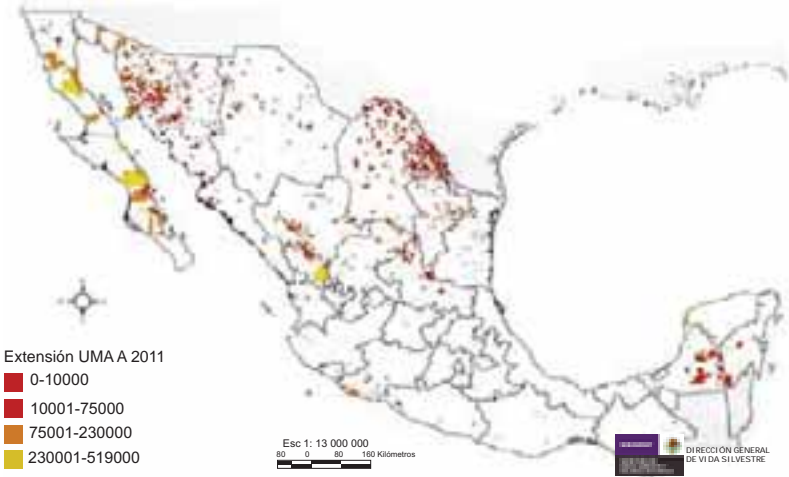 Extensión UMA A 2011
0-10000
10001-75000
75001-230000
230001-519000
Esc 1: 13 000 000
80 0 80 160 Kilómetros
DIRECCIÓN GENERAL
DE VIDA SILVESTRE